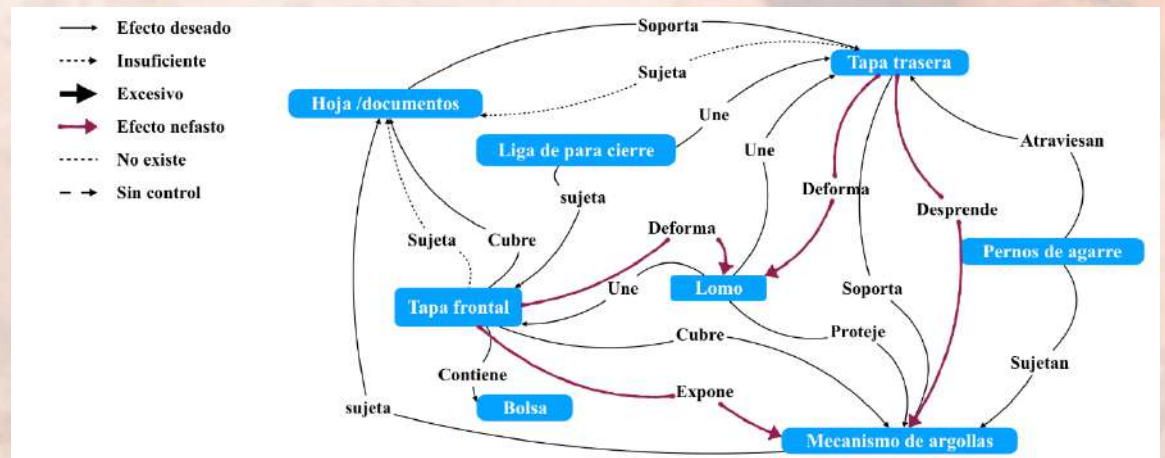 Efecto deseado
Insuficiente
Excesivo
Efecto nefasto
No existe
Sin control
Soporta
Tapa trasera
Sujeta
Hoja /documentos
Une
Atraviesan
Liga de para cierre
Une
sujeta
Deforma
Desprende
Deforma
Sujeta
Cubre
Pernos de agarre
Tapa frontal
Une
Lomo
Soporta
Cubre
Proteje
Sujetan
Contiene
Expone
sujeta
Bolsa
Mecanismo de argollas